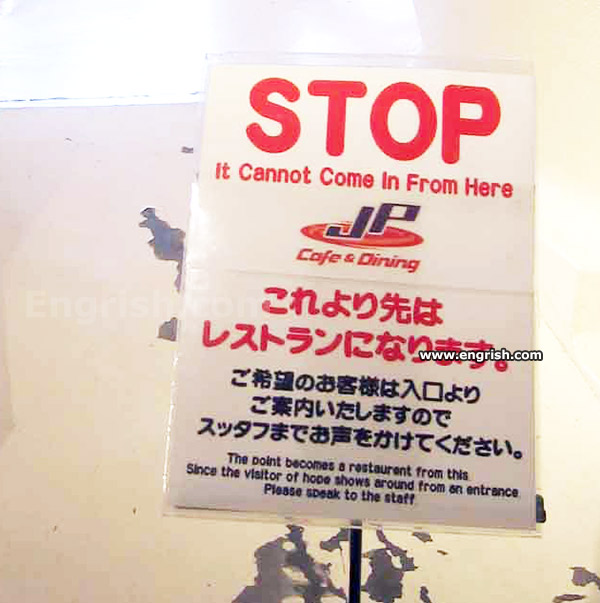 STOP
It Cannot Come In From Here
JP
Cafe & Dining
Engrish.com
これより先は
レストランになります。
www.engrish.com
ご希望のお客様は入口より
ご案内いたしますので
スッタフまでお声をかけてください。
The point becomes a restaurent from this.
Since the visitor of hope shows around from an entrance
Please speak to the staff